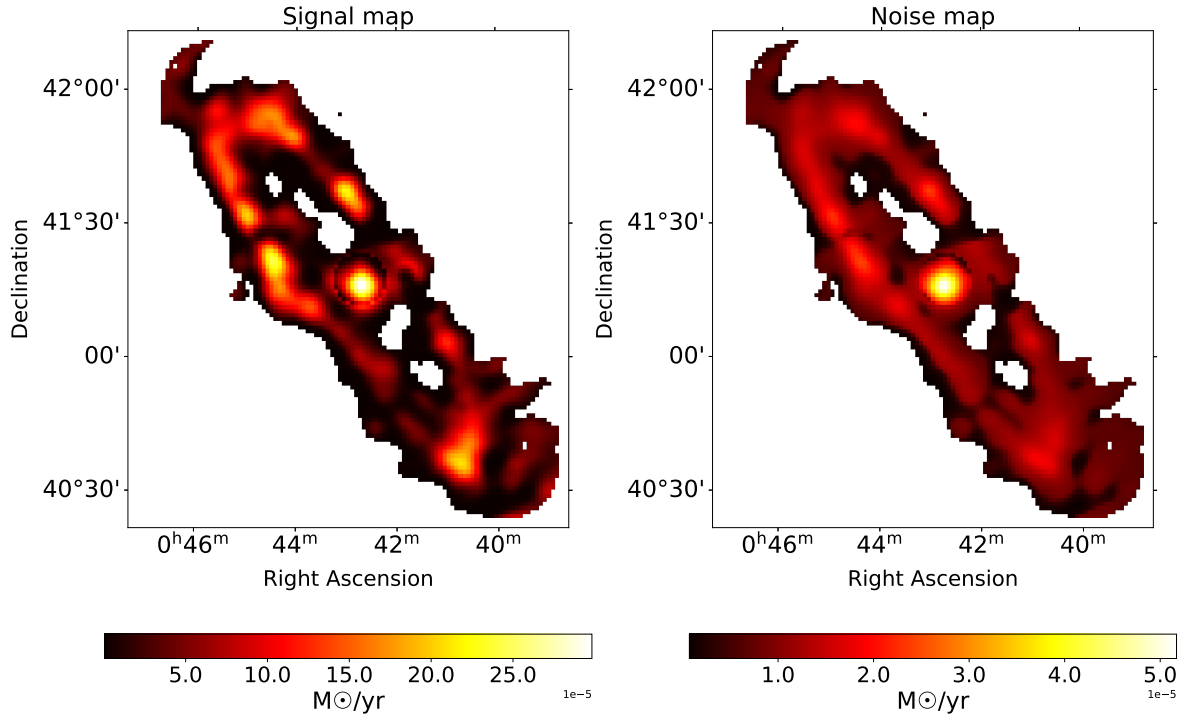 Signal map
Noise map
42°00'
41°30'
00'
40°30'
Declination
0ʰ46ᵐ 44ᵐ 42ᵐ 40ᵐ
Right Ascension
42°00'
41°30'
00'
40°30'
Declination
0ʰ46ᵐ 44ᵐ 42ᵐ 40ᵐ
Right Ascension
5.0 10.0 15.0 20.0 25.0
1e−5
M☉/yr
1.0 2.0 3.0 4.0 5.0
1e−5
M☉/yr